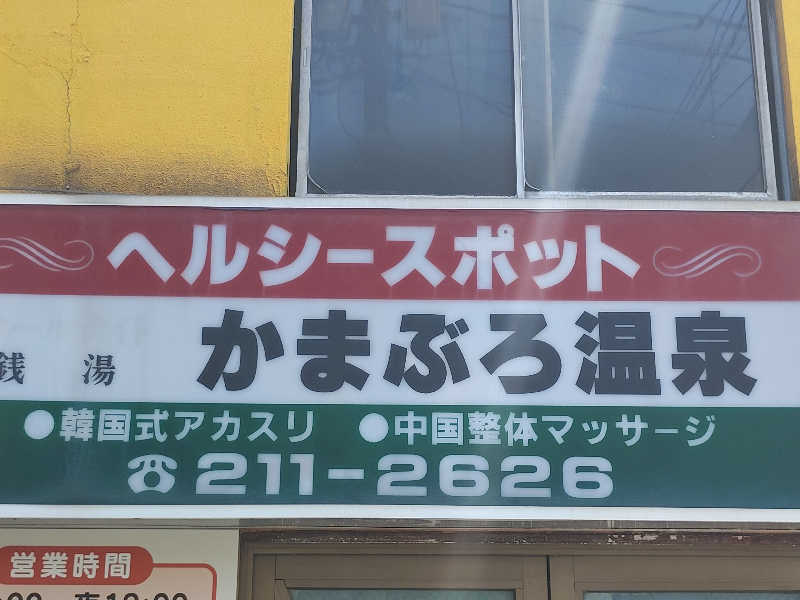 ヘルシースポット
銭湯 かまぶろ温泉
●韓国式アカスリ ●中国整体マッサージ
☎211-2626
営業時間